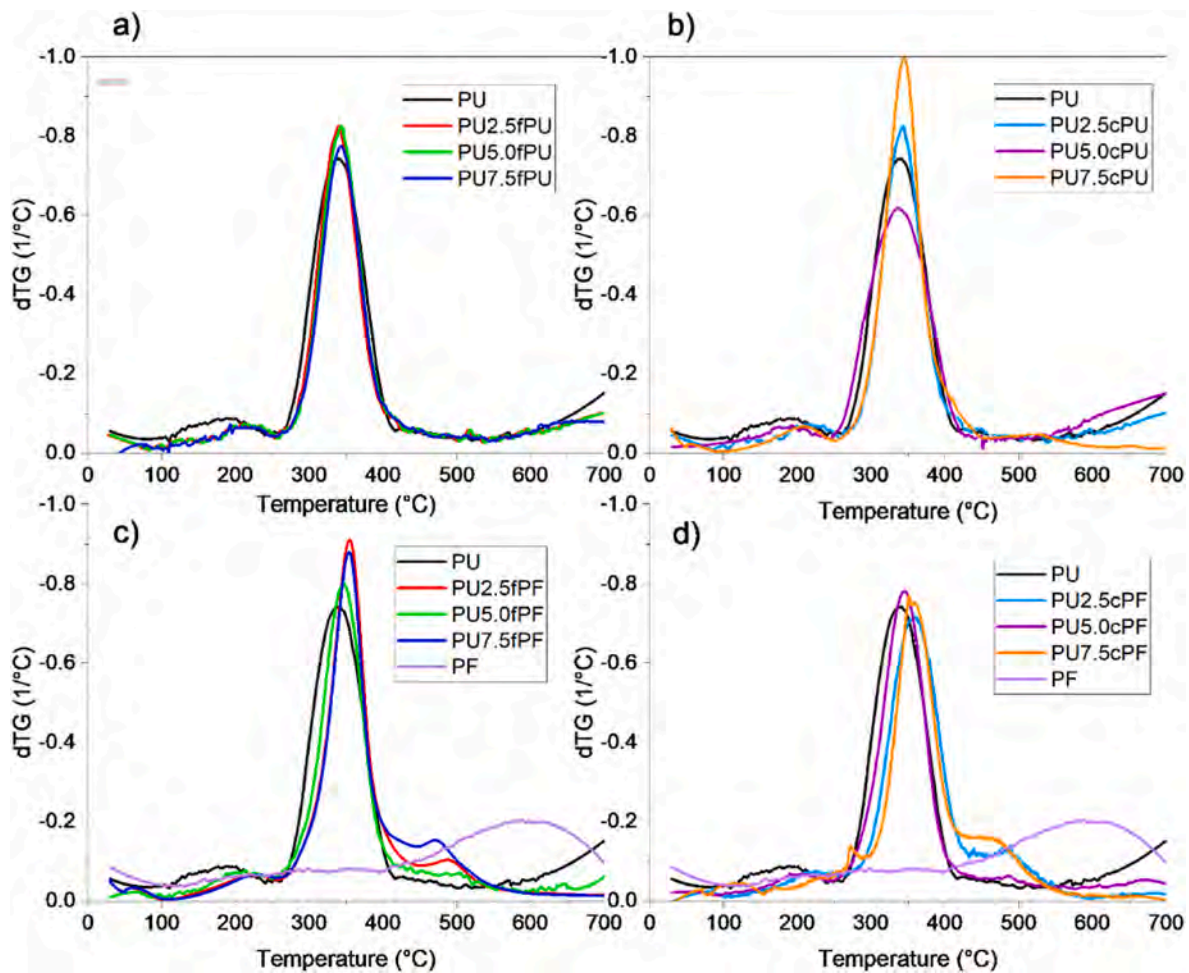 a)
-1.0
-0.8
-0.6
-0.4
-0.2
0.0
dTG (1/°C)
PU
PU2.5fPU
PU5.0fPU
PU7.5fPU
0 100 200 300 400 500 600 700
Temperature (°C)
b)
-1.0
-0.8
-0.6
-0.4
-0.2
0.0
dTG (1/°C)
PU
PU2.5cPU
PU5.0cPU
PU7.5cPU
0 100 200 300 400 500 600 700
Temperature (°C)
c)
-1.0
-0.8
-0.6
-0.4
-0.2
0.0
dTG (1/°C)
PU
PU2.5fPF
PU5.0fPF
PU7.5fPF
PF
0 100 200 300 400 500 600 700
Temperature (°C)
d)
-1.0
-0.8
-0.6
-0.4
-0.2
0.0
dTG (1/°C)
PU
PU2.5cPF
PU5.0cPF
PU7.5cPF
PF
0 100 200 300 400 500 600 700
Temperature (°C)